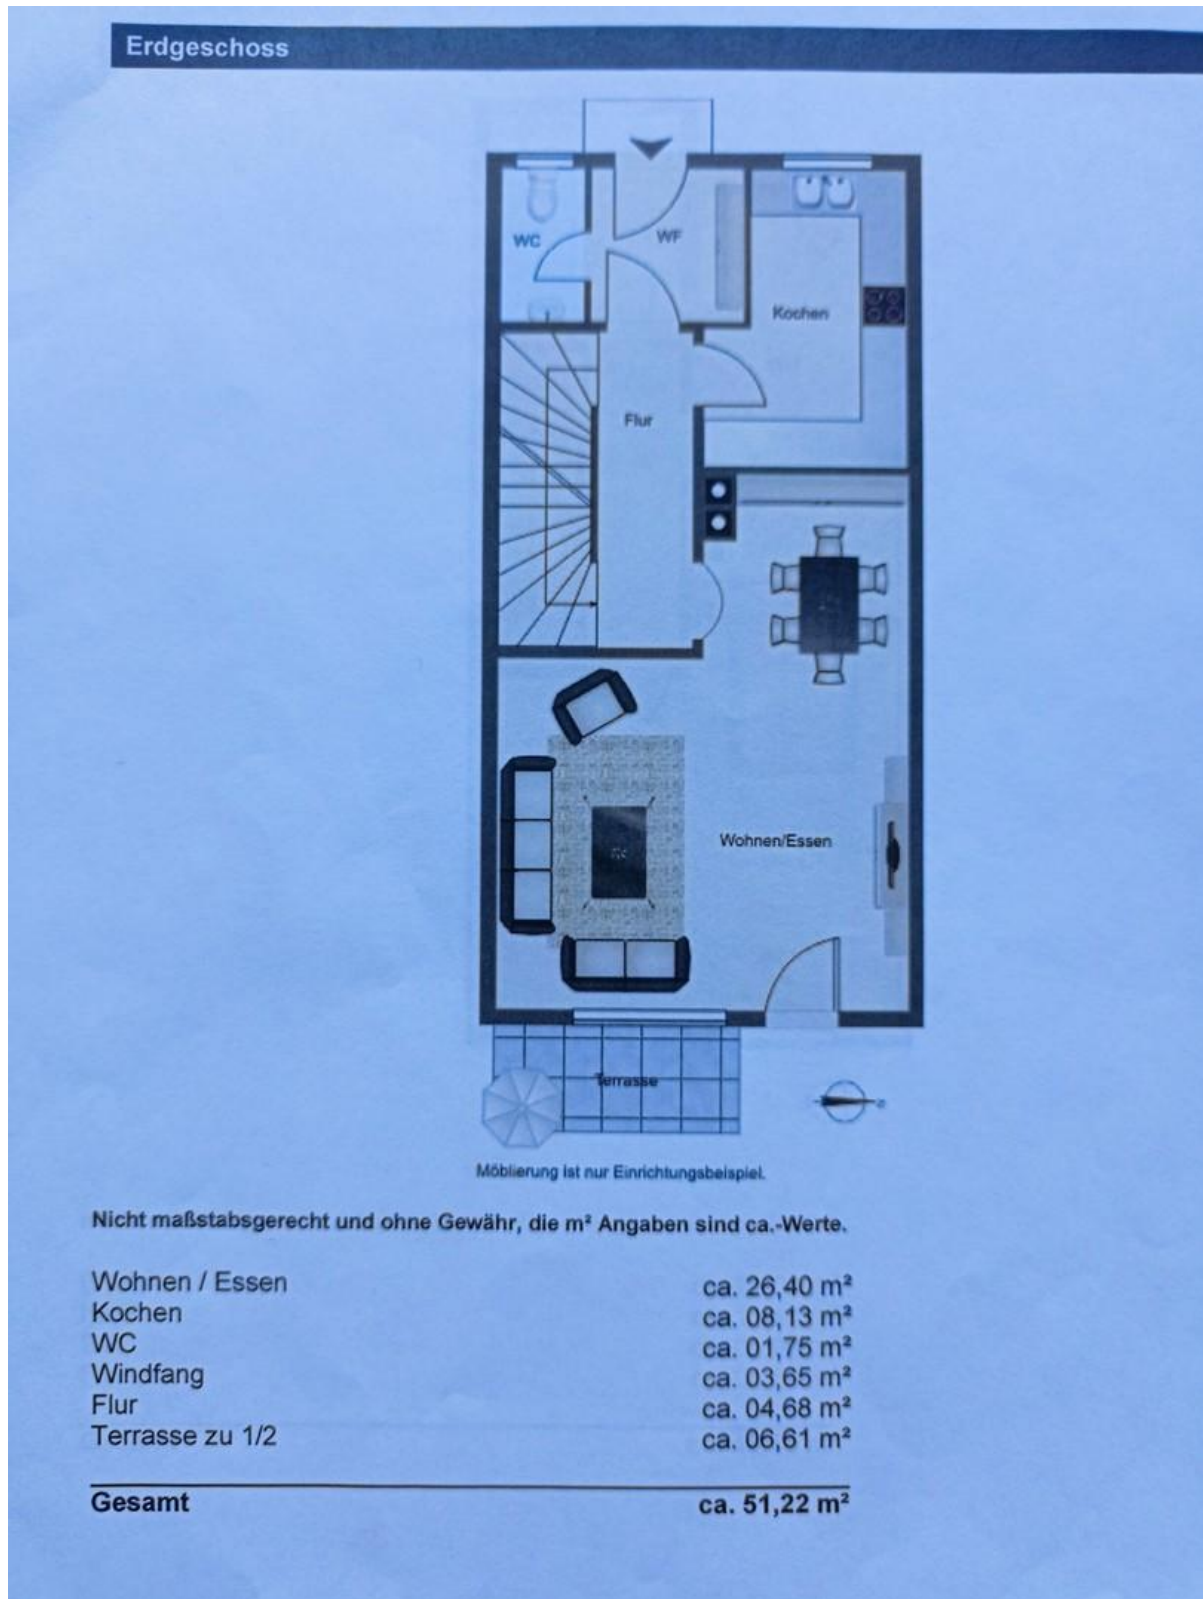 Erdgeschoss
WC
WF
Kochen
Flur
Wohnen/Essen
Terrasse
Möblierung ist nur Einrichtungsbeispiel.
Nicht maßstabsgerecht und ohne Gewähr, die m² Angaben sind ca.-Werte.
Wohnen / Essen ca. 26,40 m²
Kochen ca. 08,13 m²
WC ca. 01,75 m²
Windfang ca. 03,65 m²
Flur ca. 04,68 m²
Terrasse zu 1/2 ca. 06,61 m²
Gesamt ca. 51,22 m²